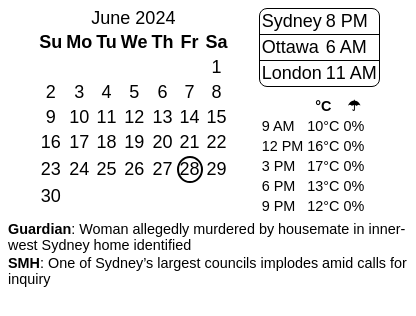 June 2024
Su Mo Tu We Th Fr Sa
1
2 3 4 5 6 7 8
9 10 11 12 13 14 15
16 17 18 19 20 21 22
23 24 25 26 27 28 29
30
Sydney 8 PM
Ottawa 6 AM
London 11 AM
°C ☂
9 AM 10°C 0%
12 PM 16°C 0%
3 PM 17°C 0%
6 PM 13°C 0%
9 PM 12°C 0%
Guardian: Woman allegedly murdered by housemate in inner-
west Sydney home identified
SMH: One of Sydney’s largest councils implodes amid calls for
inquiry